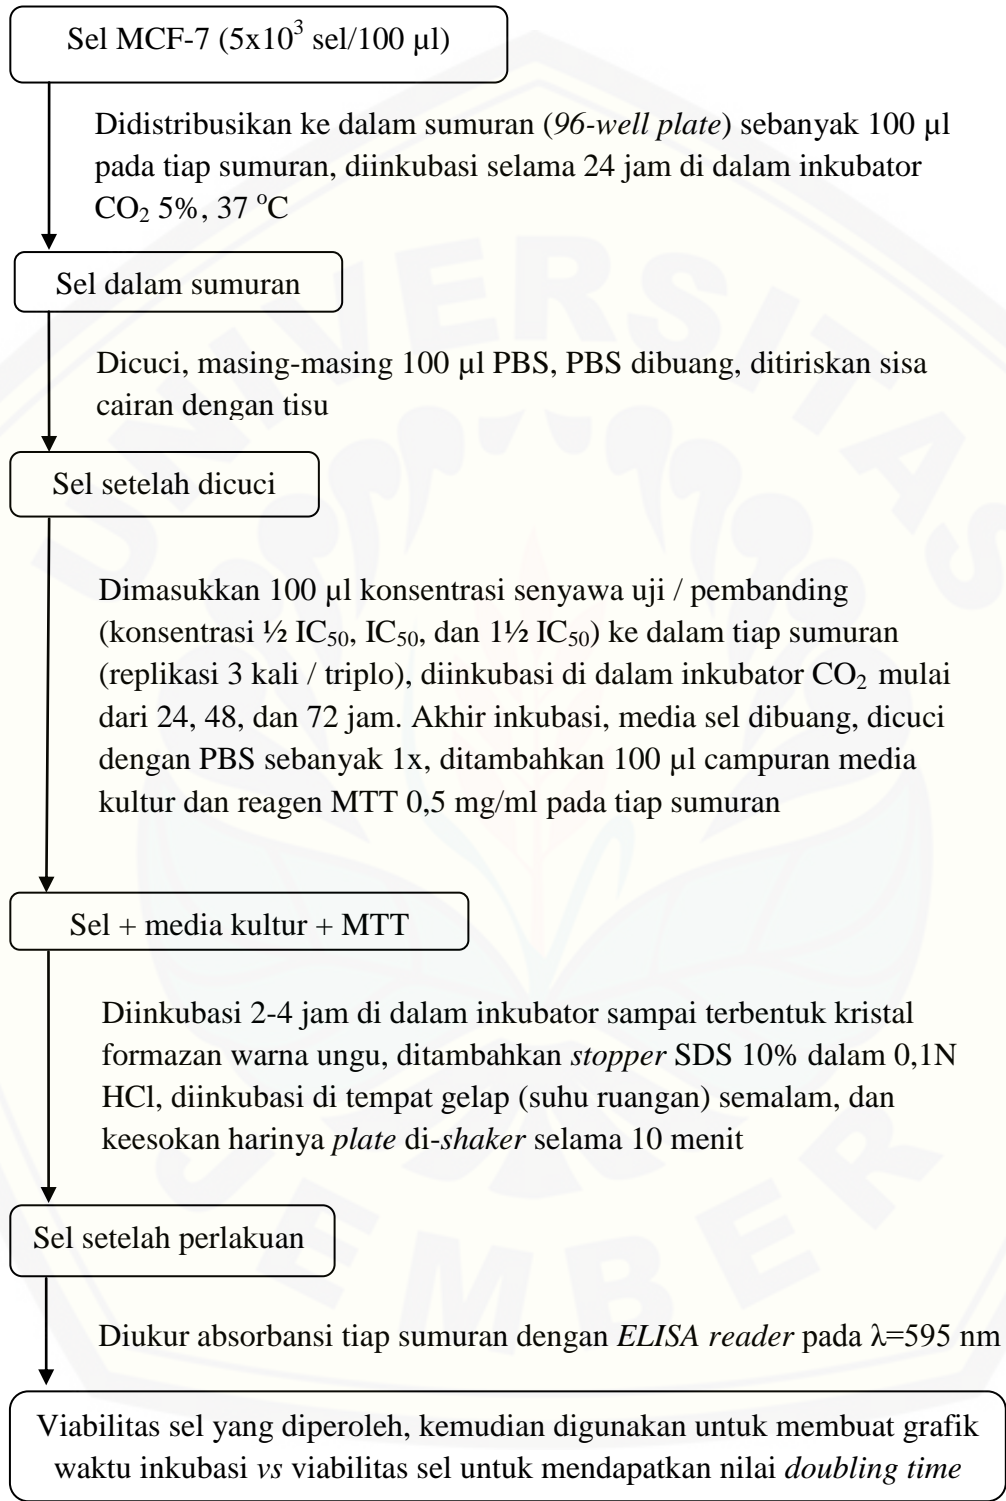 Sel MCF-7 (5x10³ sel/100 µl)
Didistribusikan ke dalam sumuran (96-well plate) sebanyak 100 µl
pada tiap sumuran, diinkubasi selama 24 jam di dalam inkubator
CO₂ 5%, 37 ᵒC
Sel dalam sumuran
Dicuci, masing-masing 100 µl PBS, PBS dibuang, ditiriskan sisa
cairan dengan tisu
Sel setelah dicuci
Dimasukkan 100 µl konsentrasi senyawa uji / pembanding
(konsentrasi ½ IC₅₀, IC₅₀, dan 1½ IC₅₀) ke dalam tiap sumuran
(replikasi 3 kali / triplo), diinkubasi di dalam inkubator CO₂ mulai
dari 24, 48, dan 72 jam. Akhir inkubasi, media sel dibuang, dicuci
dengan PBS sebanyak 1x, ditambahkan 100 µl campuran media
kultur dan reagen MTT 0,5 mg/ml pada tiap sumuran
Sel + media kultur + MTT
Diinkubasi 2-4 jam di dalam inkubator sampai terbentuk kristal
formazan warna ungu, ditambahkan stopper SDS 10% dalam 0,1N
HCl, diinkubasi di tempat gelap (suhu ruangan) semalam, dan
keesokan harinya plate di-shaker selama 10 menit
Sel setelah perlakuan
Diukur absorbansi tiap sumuran dengan ELISA reader pada λ=595 nm
Viabilitas sel yang diperoleh, kemudian digunakan untuk membuat grafik
waktu inkubasi vs viabilitas sel untuk mendapatkan nilai doubling time
UNIVERSITAS
JEMBER